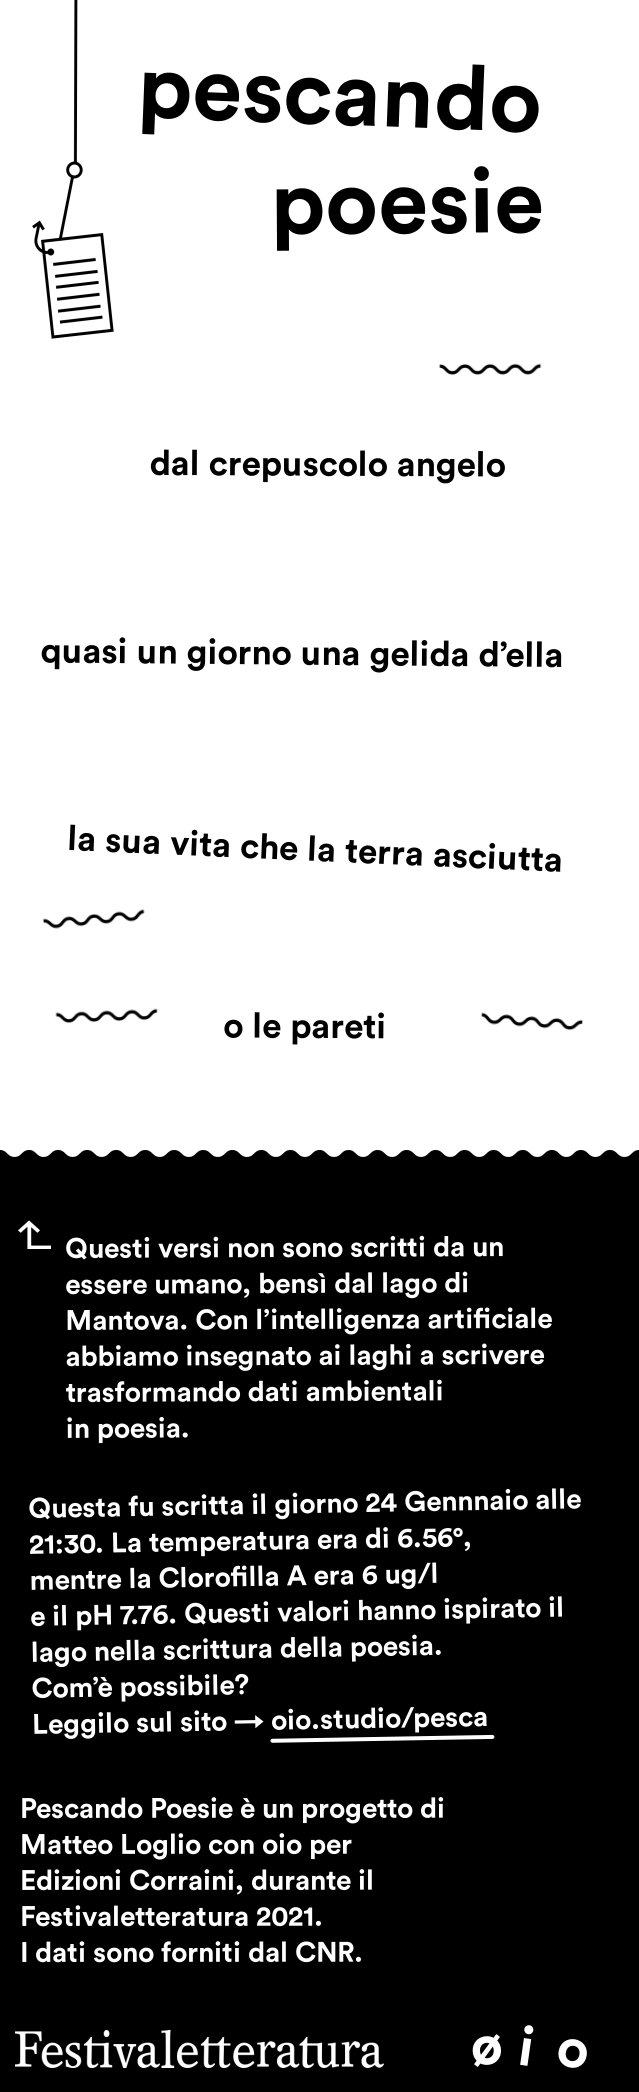 pescando
poesie
dal crepuscolo angelo
quasi un giorno una gelida d’ella
la sua vita che la terra asciutta
o le pareti
Questi versi non sono scritti da un
essere umano, bensì dal lago di
Mantova. Con l’intelligenza artificiale
abbiamo insegnato ai laghi a scrivere
trasformando dati ambientali
in poesia.
Questa fu scritta il giorno 24 Gennnaio alle
21:30. La temperatura era di 6.56°,
mentre la Clorofilla A era 6 ug/l
e il pH 7.76. Questi valori hanno ispirato il
lago nella scrittura della poesia.
Com’è possibile?
Leggilo sul sito → oio.studio/pesca
Pescando Poesie è un progetto di
Matteo Loglio con oio per
Edizioni Corraini, durante il
Festivaletteratura 2021.
I dati sono forniti dal CNR.
Festivaletteratura øio